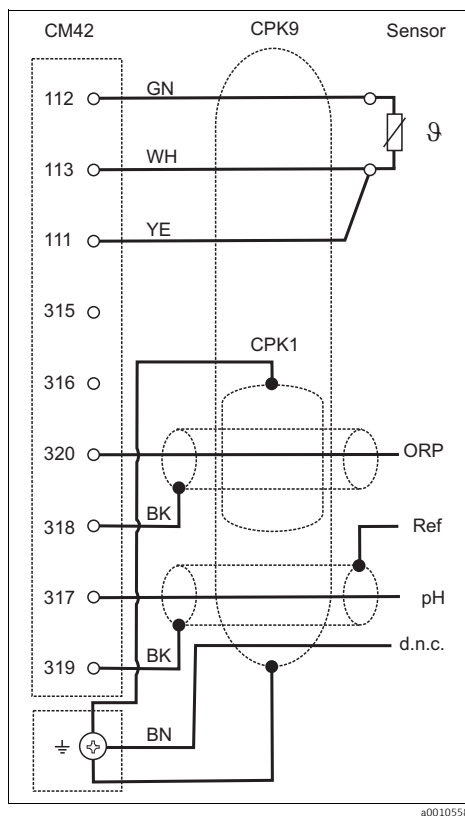 CM42 CPK9 Sensor
112 GN
ϑ
113 WH
111 YE
315
316 CPK1
320 ORP
318 BK Ref
317 pH
319 BK d.n.c.
BN
a0010558